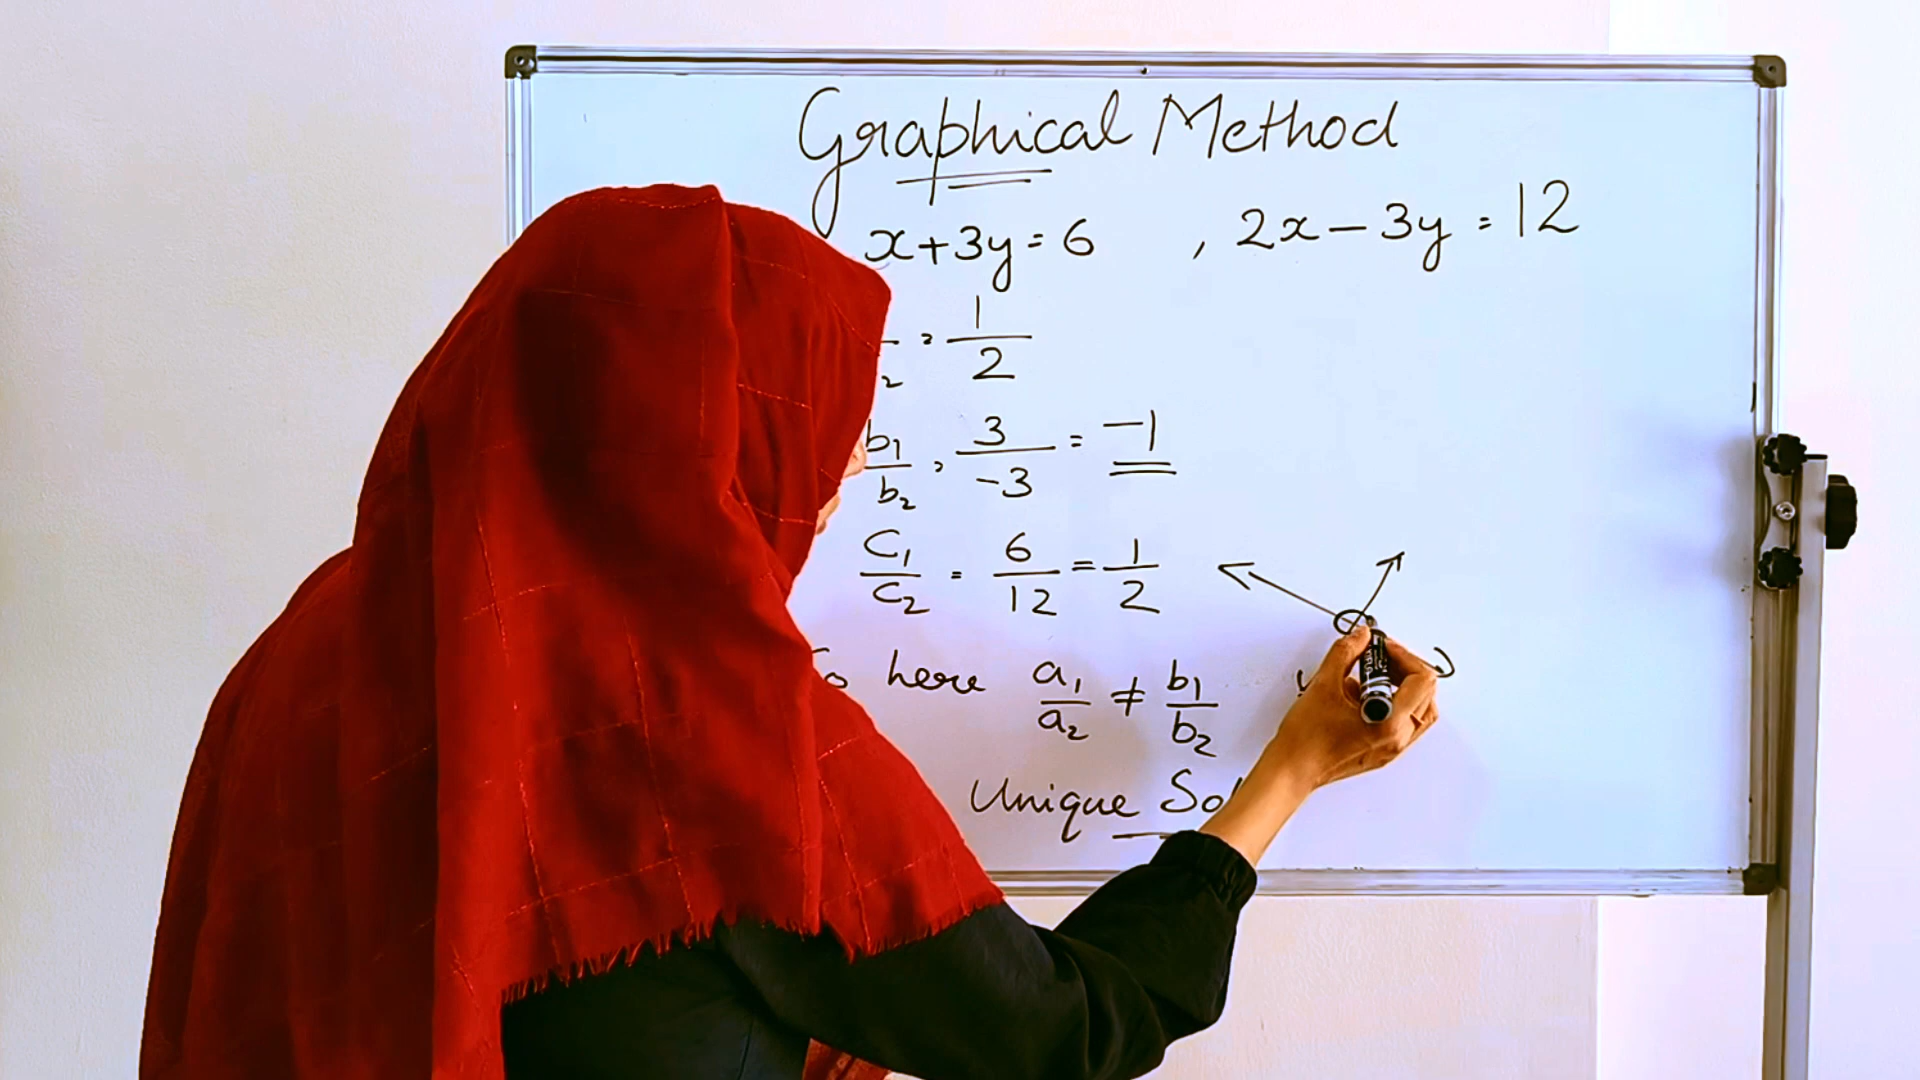 Graphical Method
x+3y=6 , 2x-3y=12
2 = 1/2
b1/b2 = 3/-3 = -1
C1/C2 = 6/12 = 1/2
here a1/a2 ≠ b1/b2
Unique